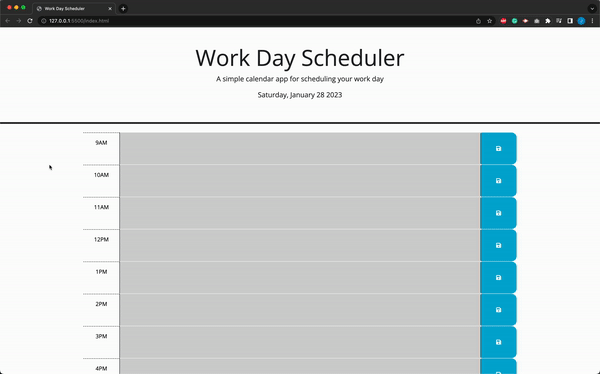 Work Day Scheduler
127.0.0.1:5500/index.html
Work Day Scheduler
A simple calendar app for scheduling your work day
Saturday, January 28 2023
9AM
10AM
11AM
12PM
1PM
2PM
3PM
4PM